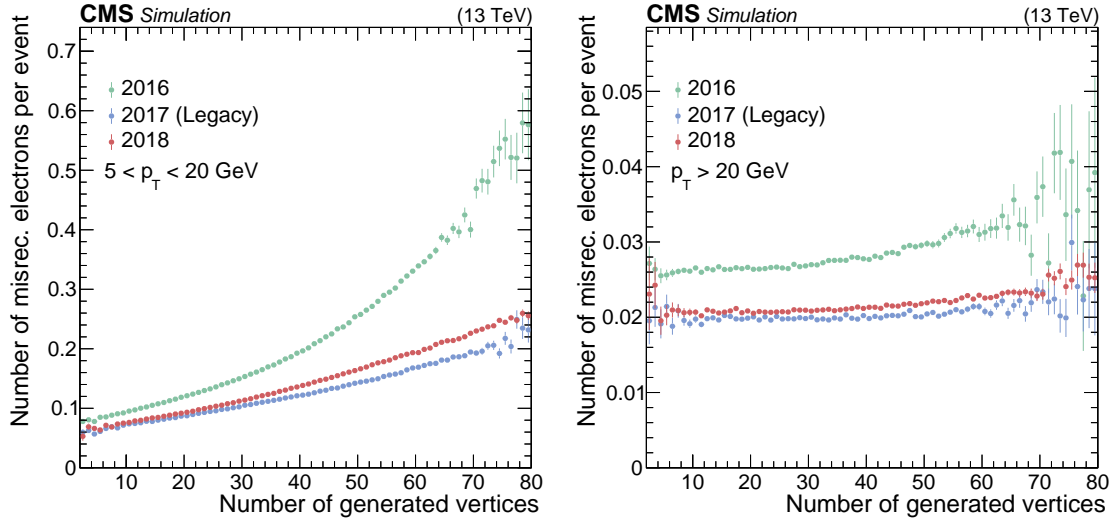 CMS Simulation (13 TeV)
Number of misrec. electrons per event
0.7
0.6
0.5
0.4
0.3
0.2
0.1
0
2016
2017 (Legacy)
2018
5 < p_T < 20 GeV
10 20 30 40 50 60 70 80
Number of generated vertices
CMS Simulation (13 TeV)
Number of misrec. electrons per event
0.05
0.04
0.03
0.02
0.01
0
2016
2017 (Legacy)
2018
p_T > 20 GeV
10 20 30 40 50 60 70 80
Number of generated vertices